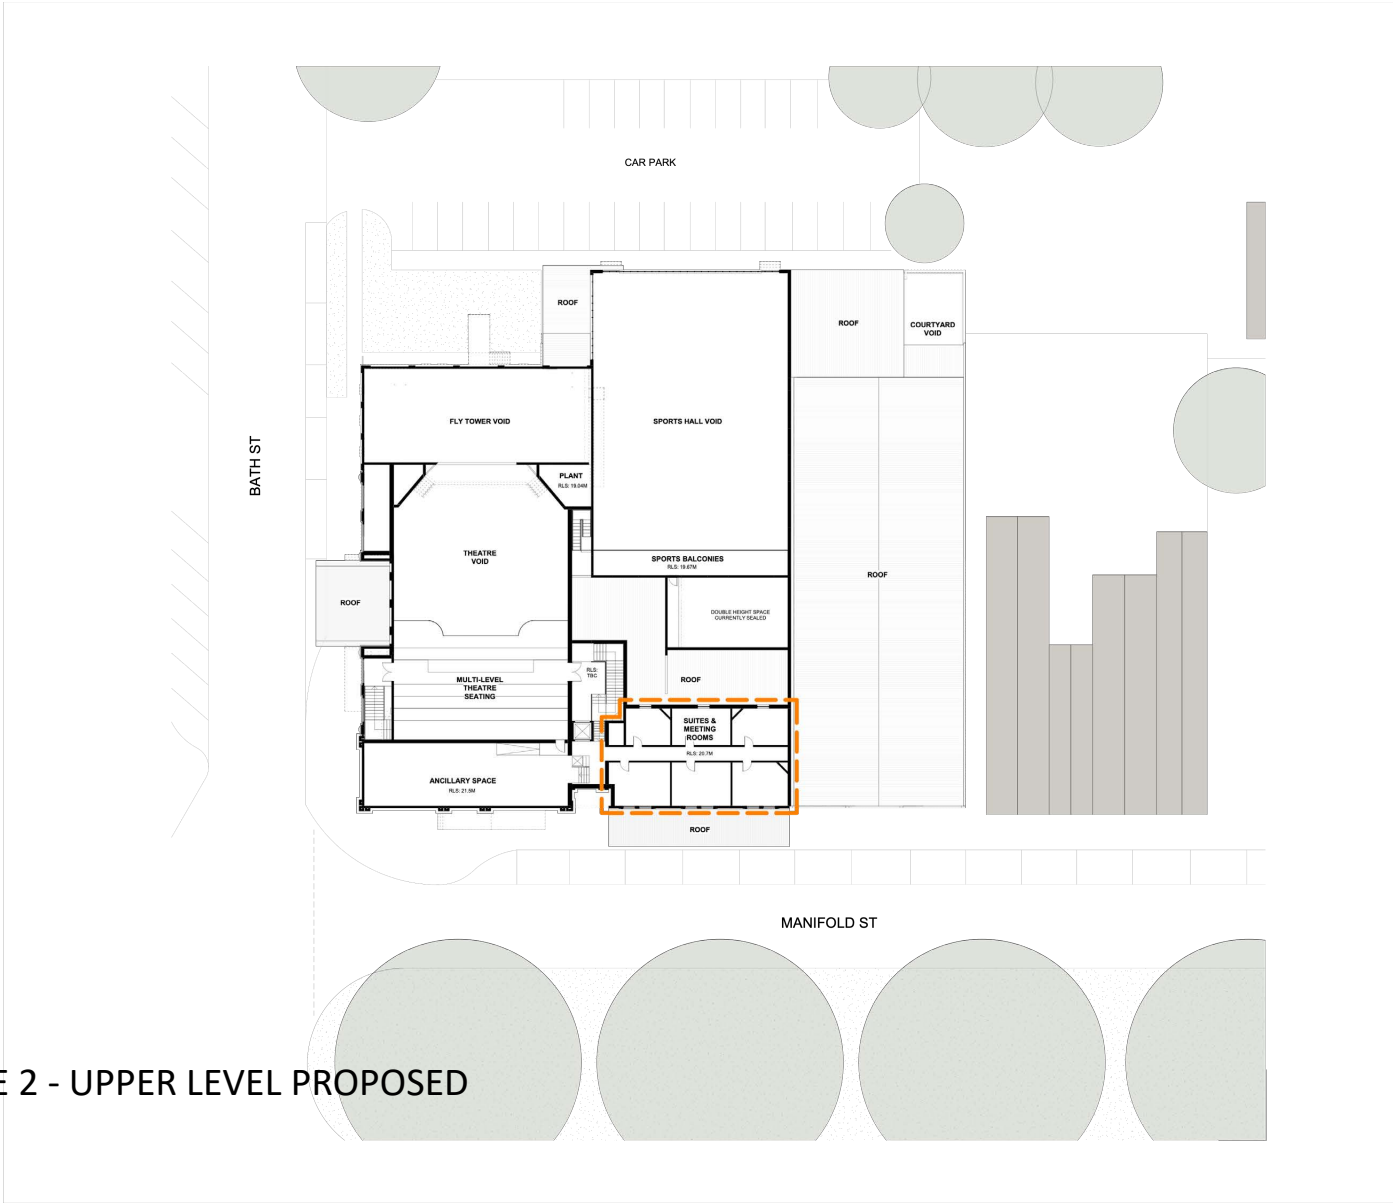 CAR PARK
ROOF
ROOF
COURTYARD
VOID
BATH ST
FLY TOWER VOID
SPORTS HALL VOID
PLANT
RLS: 19.04M
THEATRE
VOID
SPORTS BALCONIES
RLS: 19.67M
ROOF
ROOF
DOUBLE HEIGHT SPACE
CURRENTLY SEALED
MULTI-LEVEL
THEATRE
SEATING
RLS:
TBC
ROOF
SUITES &
MEETING
ROOMS
RLS: 20.7M
ANCILLARY SPACE
RLS: 21.5M
ROOF
MANIFOLD ST
E 2 - UPPER LEVEL PROPOSED